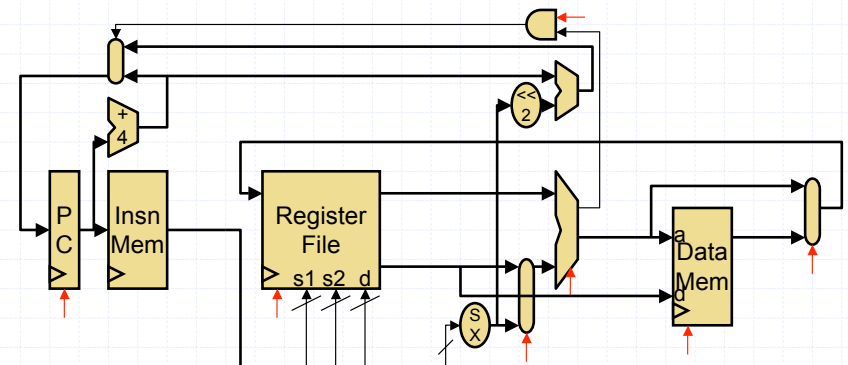 +
4
<<
2
P
C
Insn
Mem
Register
File
s1 s2 d
S
X
a
Data
Mem
d